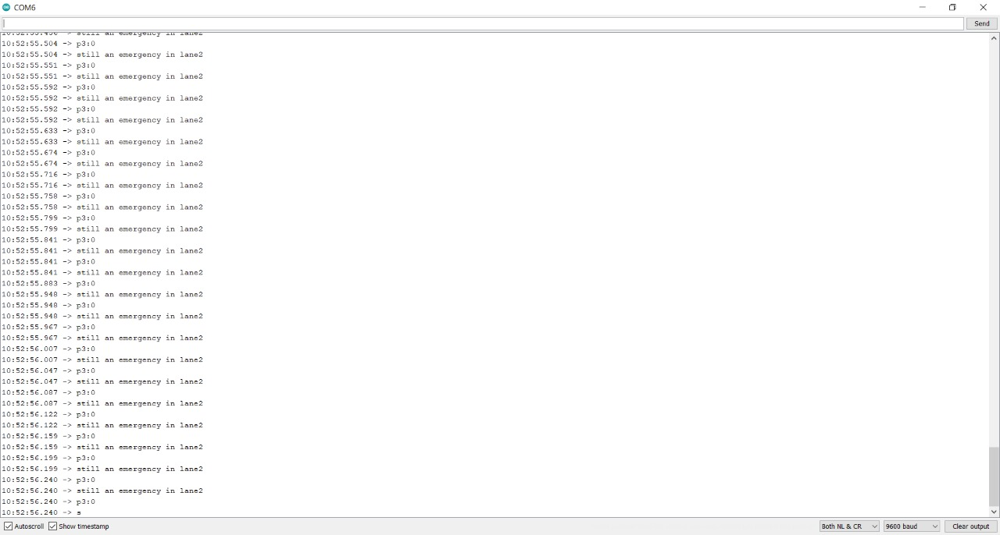 COM6
Send
10:52:55.456 -> still an emergency in lane2
10:52:55.504 -> p3:0
10:52:55.504 -> still an emergency in lane2
10:52:55.551 -> p3:0
10:52:55.551 -> still an emergency in lane2
10:52:55.592 -> p3:0
10:52:55.592 -> still an emergency in lane2
10:52:55.592 -> p3:0
10:52:55.592 -> still an emergency in lane2
10:52:55.633 -> p3:0
10:52:55.633 -> still an emergency in lane2
10:52:55.674 -> p3:0
10:52:55.674 -> still an emergency in lane2
10:52:55.716 -> p3:0
10:52:55.716 -> still an emergency in lane2
10:52:55.758 -> p3:0
10:52:55.758 -> still an emergency in lane2
10:52:55.799 -> p3:0
10:52:55.799 -> still an emergency in lane2
10:52:55.841 -> p3:0
10:52:55.841 -> still an emergency in lane2
10:52:55.841 -> p3:0
10:52:55.841 -> still an emergency in lane2
10:52:55.883 -> p3:0
10:52:55.948 -> still an emergency in lane2
10:52:55.948 -> p3:0
10:52:55.948 -> still an emergency in lane2
10:52:55.967 -> p3:0
10:52:55.967 -> still an emergency in lane2
10:52:56.007 -> p3:0
10:52:56.007 -> still an emergency in lane2
10:52:56.047 -> p3:0
10:52:56.047 -> still an emergency in lane2
10:52:56.087 -> p3:0
10:52:56.087 -> still an emergency in lane2
10:52:56.122 -> p3:0
10:52:56.122 -> still an emergency in lane2
10:52:56.159 -> p3:0
10:52:56.159 -> still an emergency in lane2
10:52:56.199 -> p3:0
10:52:56.199 -> still an emergency in lane2
10:52:56.240 -> p3:0
10:52:56.240 -> still an emergency in lane2
10:52:56.240 -> p3:0
10:52:56.240 -> s
Autoscroll Show timestamp Both NL & CR 9600 baud Clear output